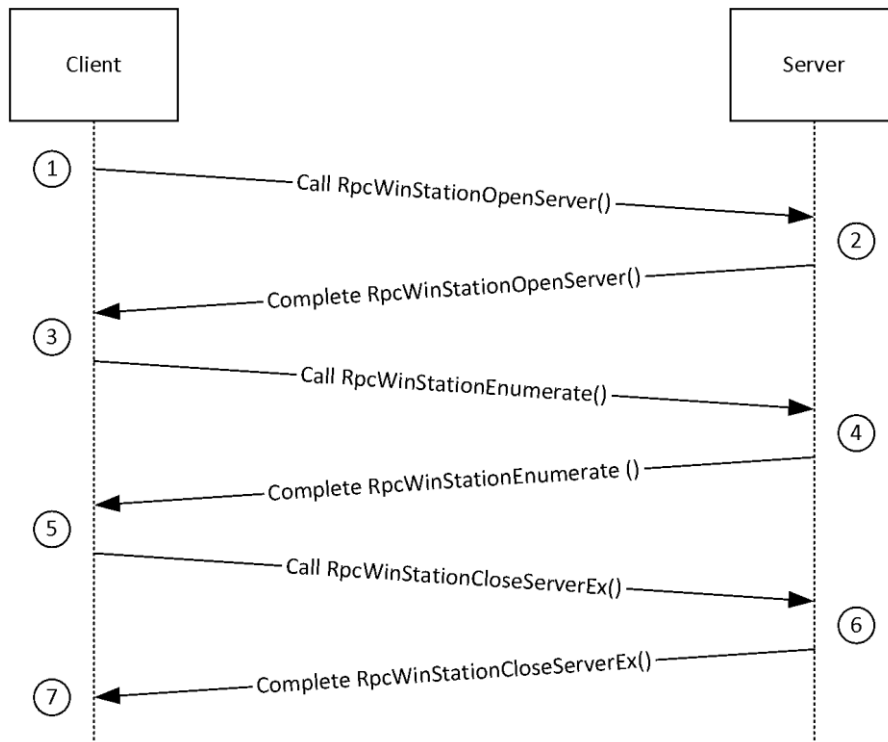 Client
Server
1
Call RpcWinStationOpenServer()
2
Complete RpcWinStationOpenServer()
3
Call RpcWinStationEnumerate()
4
Complete RpcWinStationEnumerate ()
5
Call RpcWinStationCloseServerEx()
6
Complete RpcWinStationCloseServerEx()
7